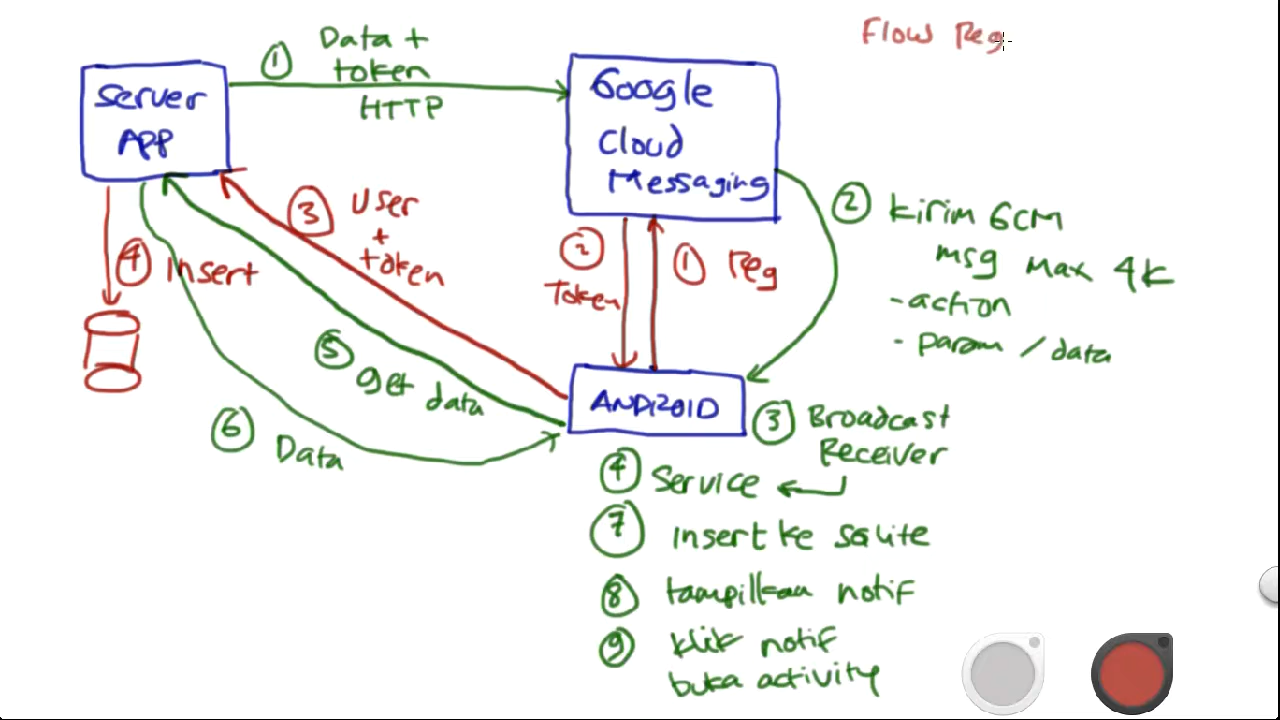 Flow Reg
① Data +
token
HTTP
Server
APP
Google
Cloud
Messaging
③ User
+
token
④ Insert
② Token
① Reg
② kirim GCM
msg max 4k
- action
- param / data
⑤ get data
⑥ Data
ANDROID
③ Broadcast
Receiver
④ Service
⑦ insert ke sqlite
⑧ tampilkan notif
⑨ klik notif
buka activity